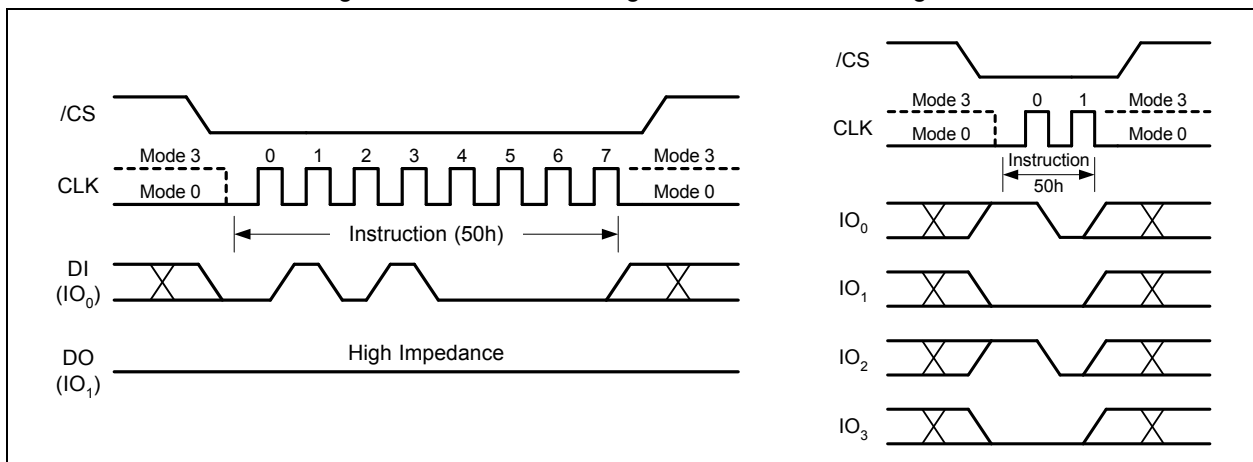 /CS
Mode 3 0 1 2 3 4 5 6 7 Mode 3
CLK
Mode 0 Mode 0
Instruction (50h)
DI
(IO0)
High Impedance
DO
(IO1)
/CS
Mode 3 0 1 Mode 3
CLK
Mode 0 Mode 0
Instruction
50h
IO0
IO1
IO2
IO3